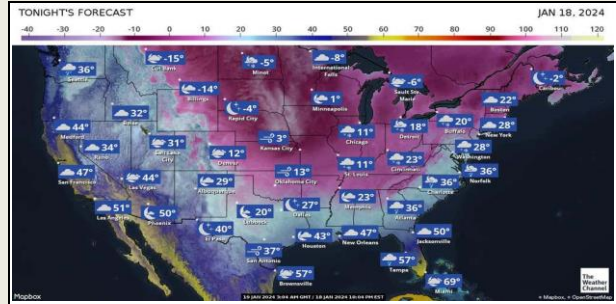 TONIGHT'S FORECAST
JAN 18, 2024
-40 -30 -20 -10 0 10 20 30 40 50 60 70 80 90 100 110 120
36°
Seattle
-15°
Cut Bank
-5°
Minot
-8°
International
Falls
-6°
Sault Ste.
Marie
-2°
Caribou
-14°
Billings
-4°
Rapid City
1°
Minneapolis
22°
Boston
44°
Medford
32°
Boise
11°
Chicago
18°
Detroit
20°
Buffalo
28°
New York
34°
Reno
31°
Salt Lake
City
12°
Denver
3°
Kansas City
28°
Washington
47°
San Francisco
44°
Las Vegas
29°
Albuquerque
13°
Oklahoma City
11°
St. Louis
23°
Cincinnati
36°
Norfolk
36°
Charlotte
51°
Los Angeles
50°
Phoenix
20°
Lubbock
27°
Dallas
23°
Memphis
36°
Atlanta
40°
El Paso
37°
San Antonio
43°
Houston
47°
New Orleans
50°
Jacksonville
57°
Brownsville
57°
Tampa
69°
Miami
The
Weather
Channel
Mapbox
19 JAN 2024 3:04 AM GMT / 18 JAN 2024 10:04 PM EST
© Mapbox, © OpenStreetMap